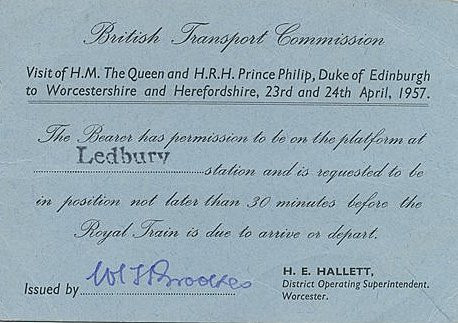 British Transport Commission
Visit of H.M. The Queen and H.R.H. Prince Philip, Duke of Edinburgh
to Worcestershire and Herefordshire, 23rd and 24th April, 1957.
The Bearer has permission to be on the platform at
Ledbury station and is requested to be
in position not later than 30 minutes before the
Royal Train is due to arrive or depart.
Issued by
H. E. HALLETT,
District Operating Superintendent.
Worcester.